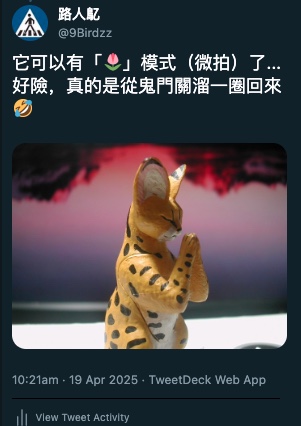 路人鳦
@9Birdzz
它可以有「🌷」模式（微拍）了...
好險，真的是從鬼門關溜一圈回來
🤣
10:21am · 19 Apr 2025 · TweetDeck Web App
View Tweet Activity